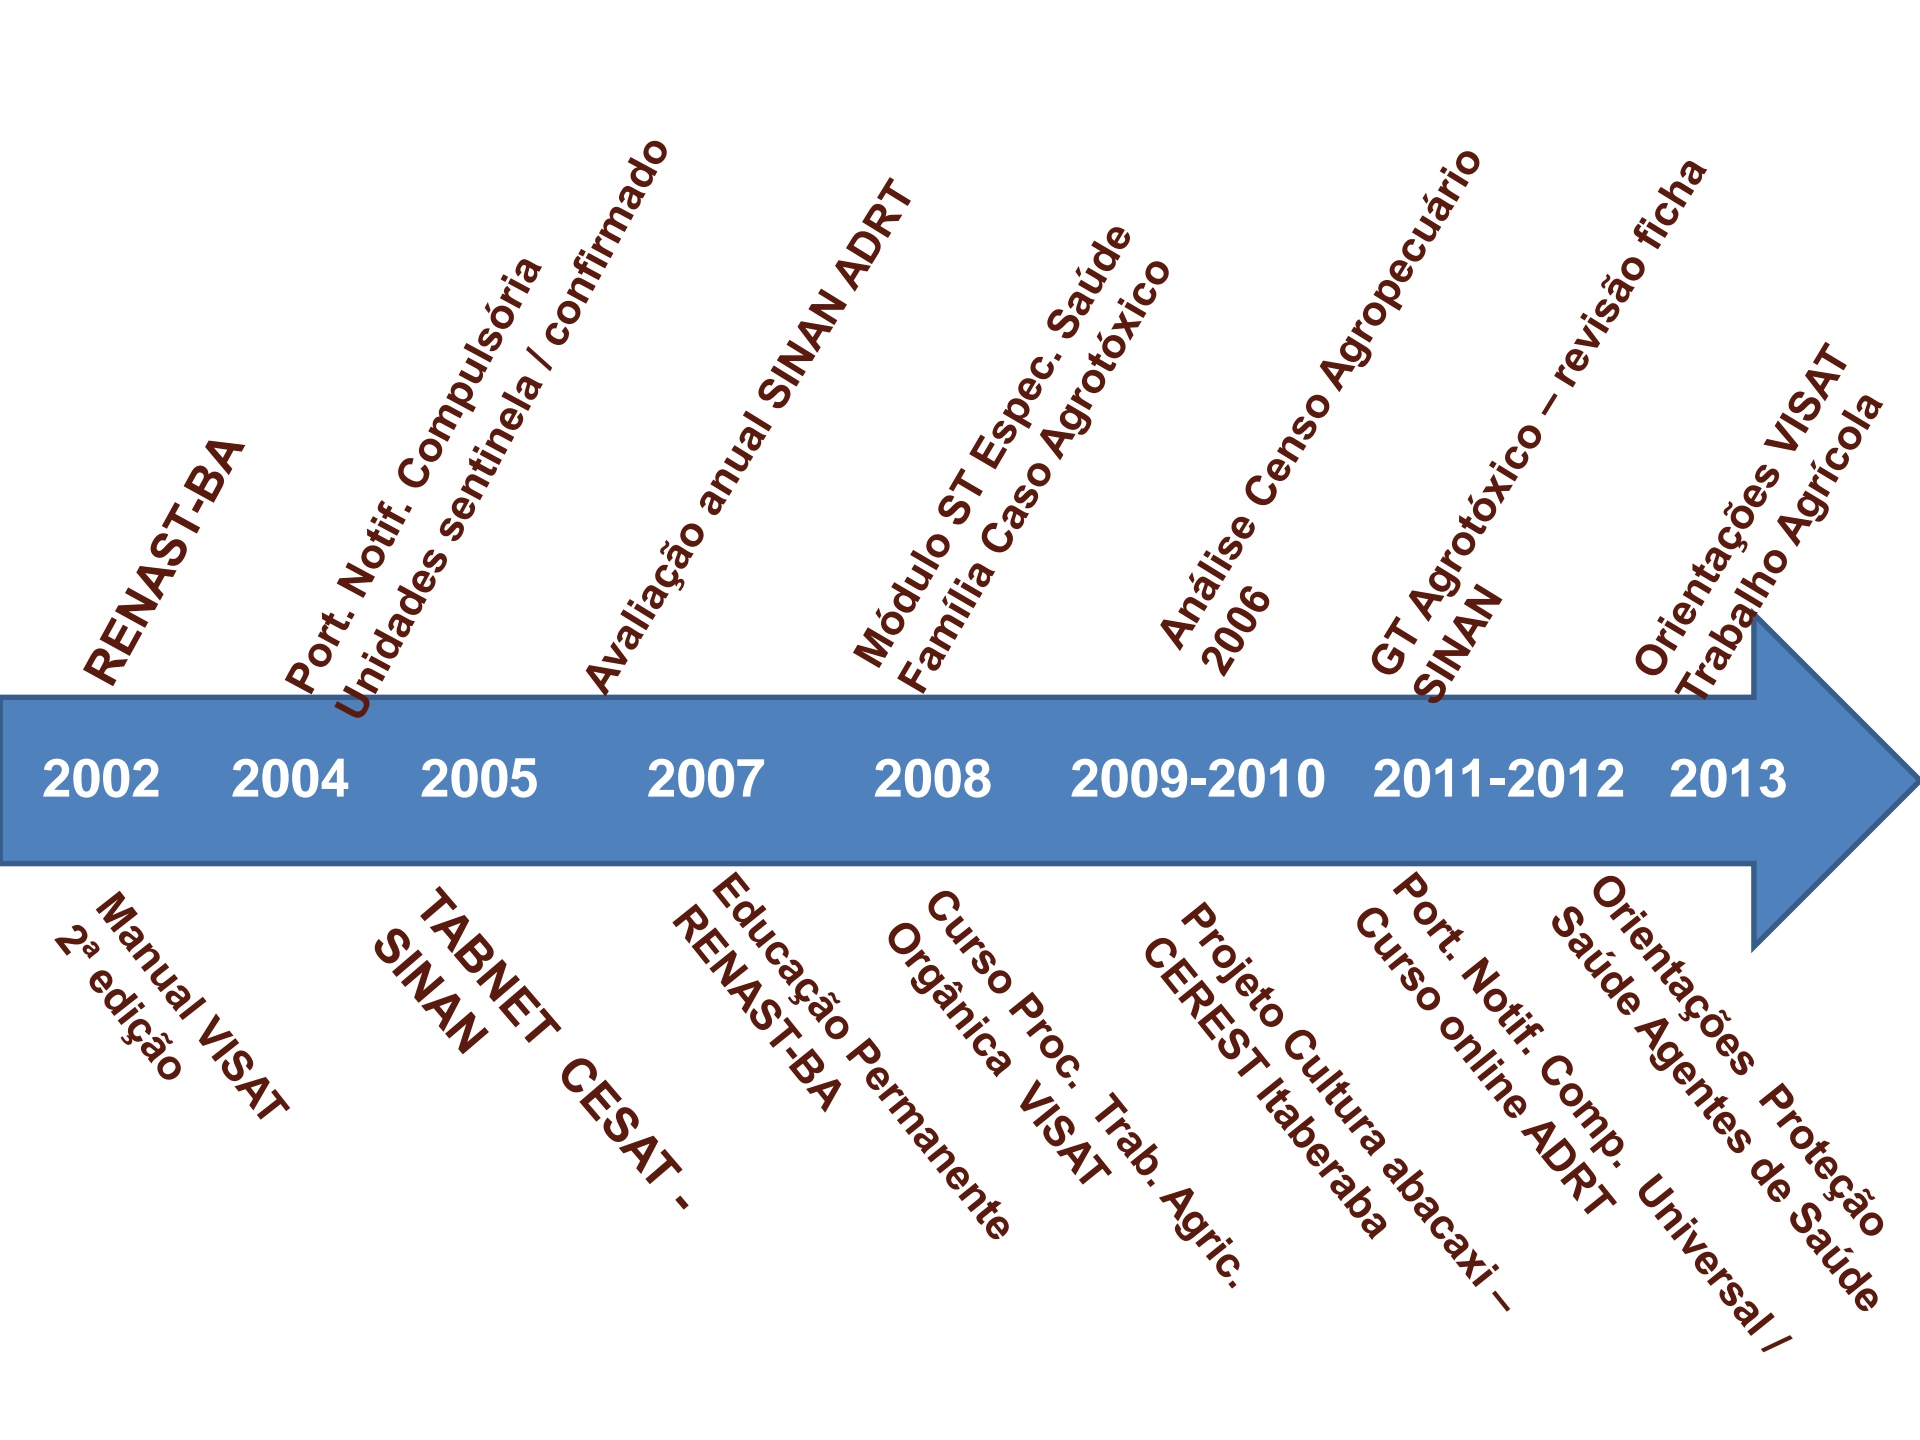 RENAST-BA
Port. Notif. Compulsória
Unidades sentinela / confirmado
Avaliação anual SINAN ADRT
Módulo ST Espec. Saúde
Família Caso Agrotóxico
Análise Censo Agropecuário
2006
GT Agrotóxico – revisão ficha
SINAN
Orientações VISAT
Trabalho Agrícola
2002 2004 2005 2007 2008 2009-2010 2011-2012 2013
Manual VISAT
2ª edição
TABNET CESAT -
SINAN
Educação Permanente
RENAST-BA
Curso Proc. Trab. Agric.
Orgânica VISAT
Projeto Cultura abacaxi –
CEREST Itaberaba
Port. Notif. Comp. Universal /
Curso online ADRT
Orientações Proteção
Saúde Agentes de Saúde